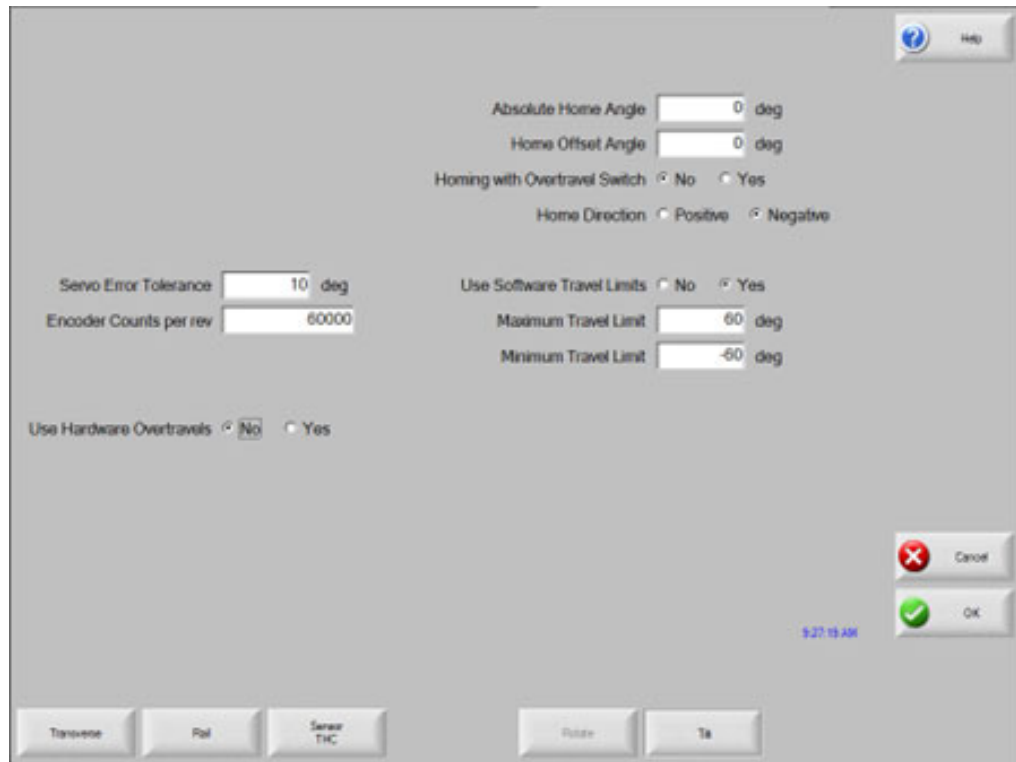 Help
Absolute Home Angle 0 deg
Home Offset Angle 0 deg
Homing with Overtravel Switch No Yes
Home Direction Positive Negative
Servo Error Tolerance 10 deg
Use Software Travel Limits No Yes
Encoder Counts per rev 60000
Maximum Travel Limit 60 deg
Minimum Travel Limit -60 deg
Use Hardware Overtravels No Yes
Cancel
OK
9:27:15 AM
Transverse
Rail
Sensor
THC
Rotate
Tilt